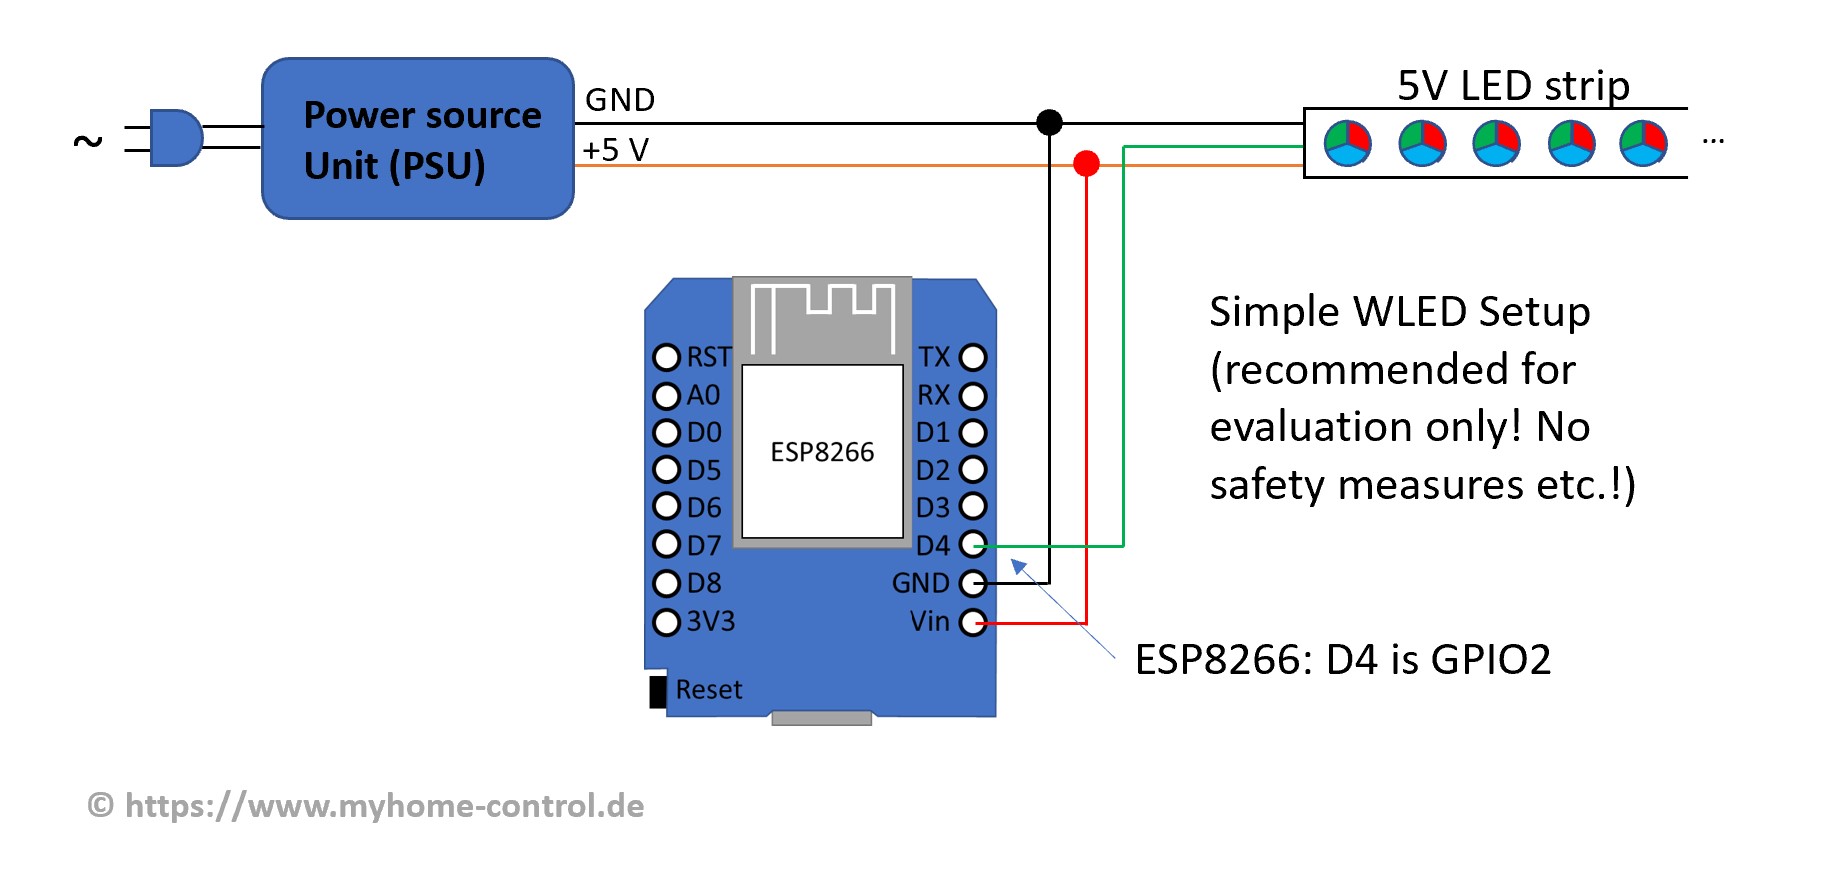 ~
Power source
Unit (PSU)
GND
+5 V
5V LED strip
...
RST
A0
D0
D5
D6
D7
D8
3V3
Reset
ESP8266
TX
RX
D1
D2
D3
D4
GND
Vin
Simple WLED Setup
(recommended for
evaluation only! No
safety measures etc.!)
ESP8266: D4 is GPIO2
© https://www.myhome-control.de